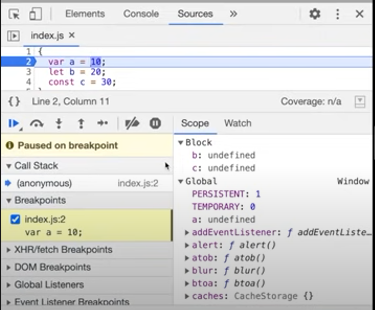 Elements Console Sources »
index.js ×
1 {
2 var a = 10;
3 let b = 20;
4 const c = 30;
{} Line 2, Column 11 Coverage: n/a
Scope Watch
Paused on breakpoint
Call Stack
(anonymous) index.js:2
Breakpoints
index.js:2
var a = 10;
XHR/fetch Breakpoints
DOM Breakpoints
Global Listeners
Event Listener Breakpoints
Block
b: undefined
c: undefined
Global Window
PERSISTENT: 1
TEMPORARY: 0
a: undefined
addEventListener: ƒ addEventListe…
alert: ƒ alert()
atob: ƒ atob()
blur: ƒ blur()
btoa: ƒ btoa()
caches: CacheStorage {}